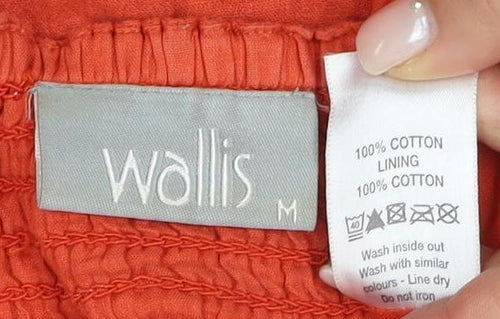 wallis
M
100% COTTON
LINING
100% COTTON
40
Wash inside out
Wash with similar
colours - Line dry
Do not iron